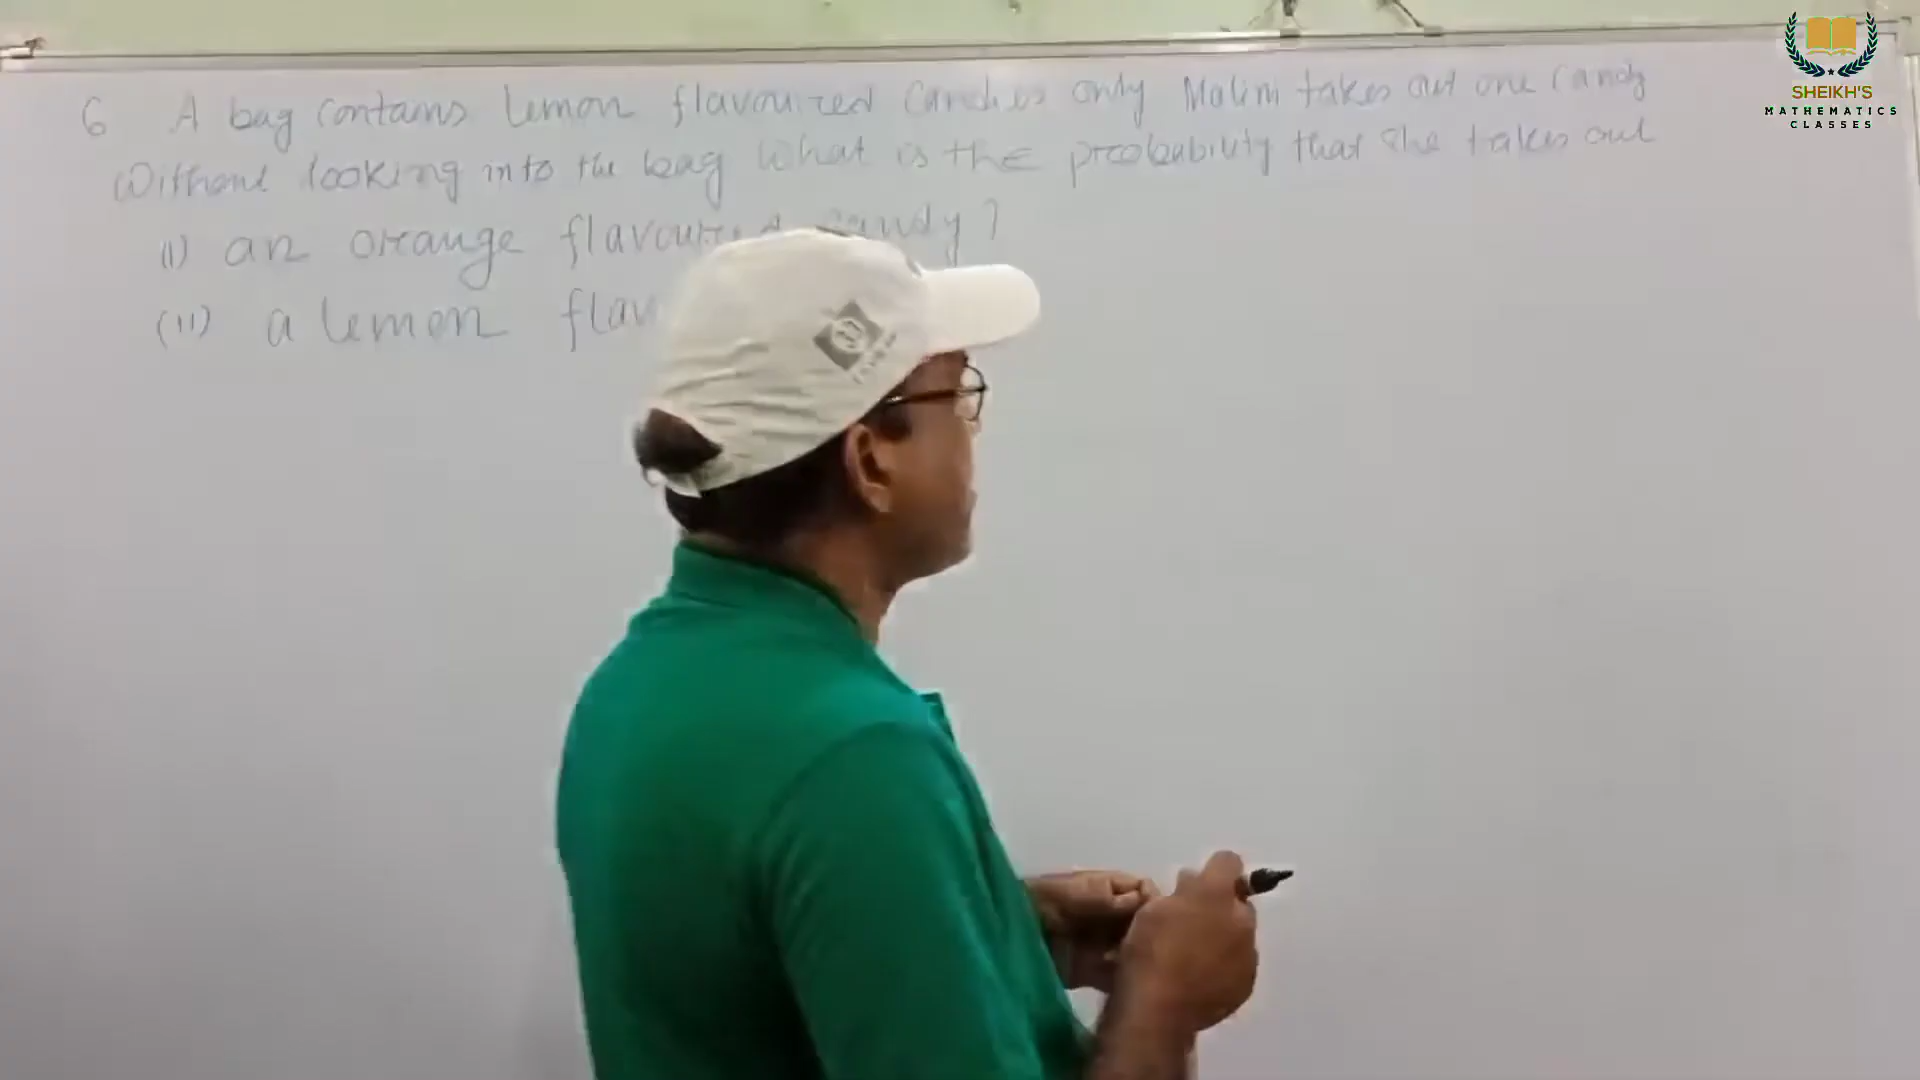 6 A bag contains lemon flavoured candies only Malini takes out one candy
Without looking into the bag What is the probability that she takes out
(i) an orange flavoured candy?
(ii) a lemon flav
SHEIKH'S
MATHEMATICS
CLASSES